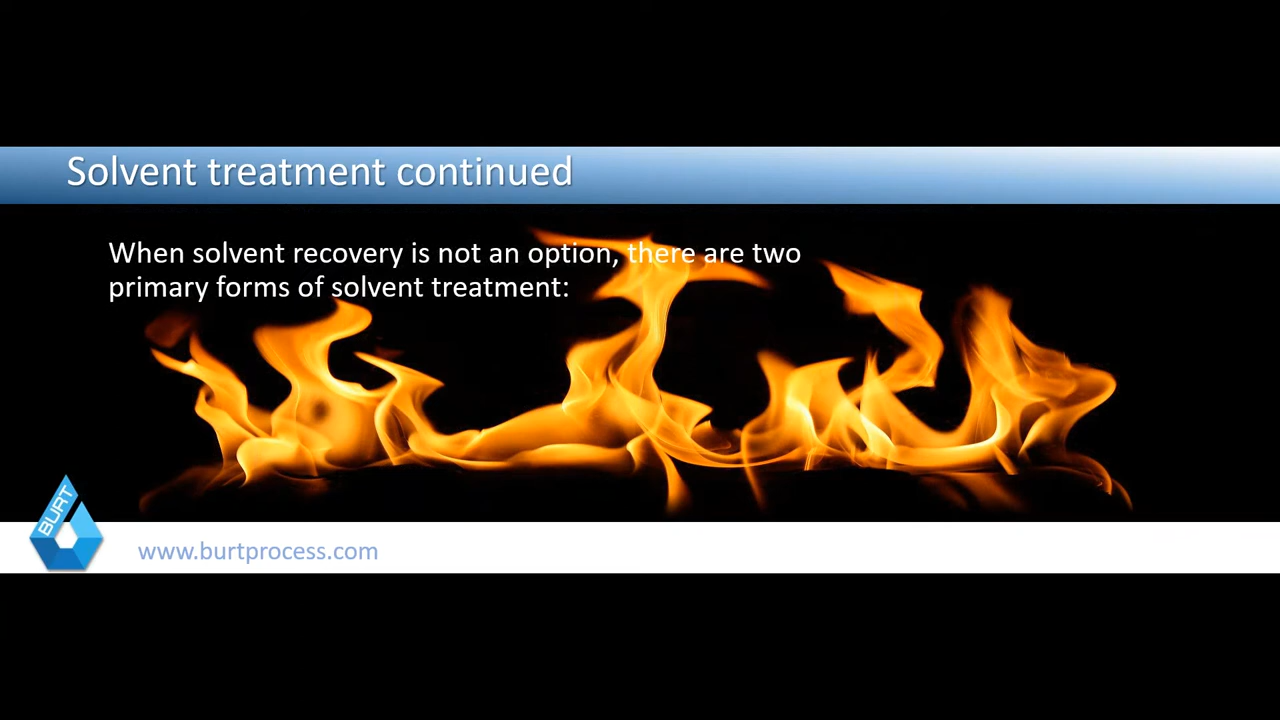 Solvent treatment continued
When solvent recovery is not an option, there are two
primary forms of solvent treatment:
BURT
www.burtprocess.com